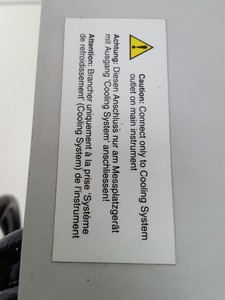 Caution: Connect only to Cooling System
outlet on main instrument
Achtung: Diesen Anschluss nur am Messplatzgerät
mit Ausgang 'Cooling System' anschliessen!
Attention: Brancher uniquement à la prise 'Système
de refroidissement' (Cooling System) de l'instrument